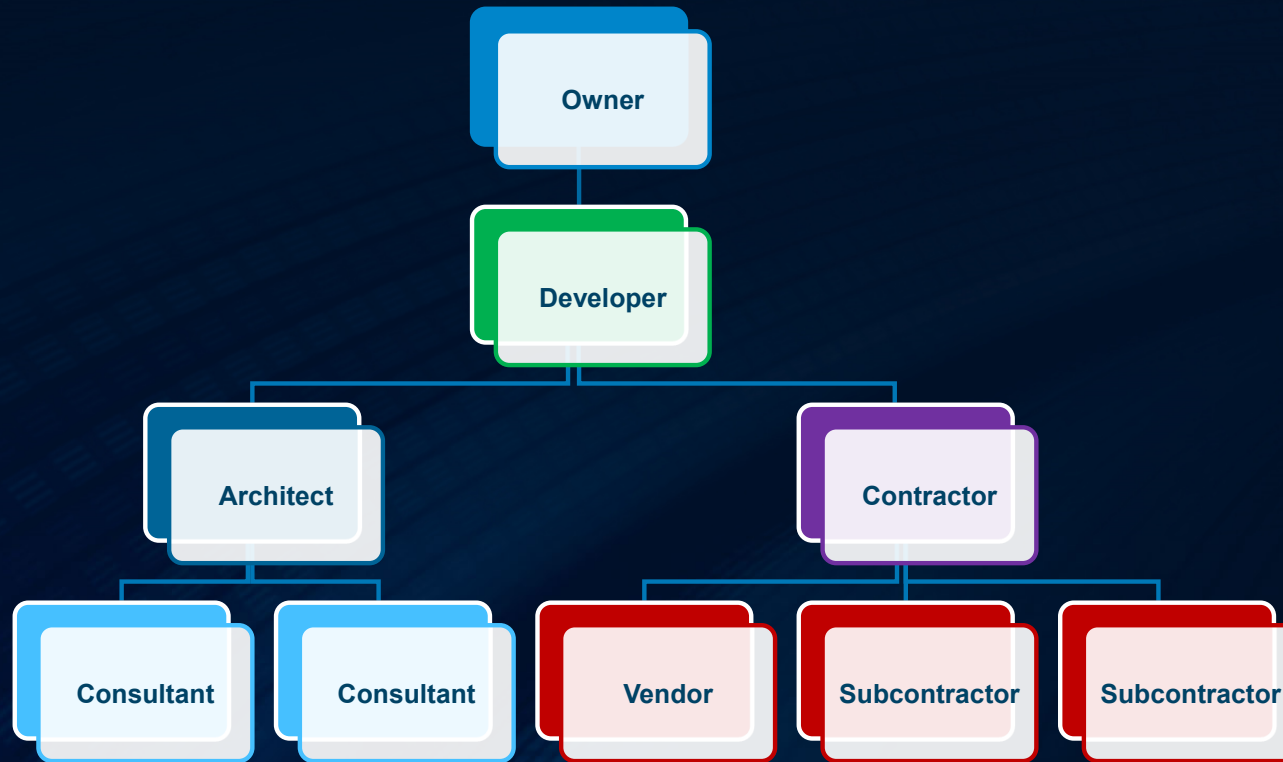 Owner
Developer
Architect
Contractor
Consultant
Consultant
Vendor
Subcontractor
Subcontractor